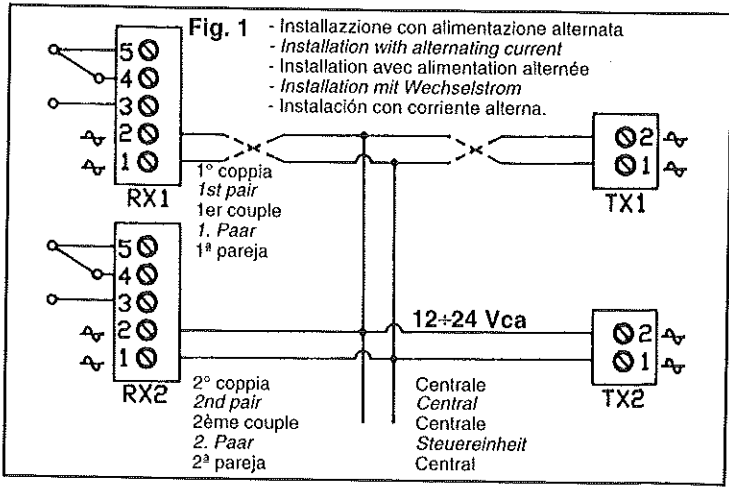 Fig. 1
- Installazzione con alimentazione alternata
- Installation with alternating current
- Installation avec alimentation alternée
- Installation mit Wechselstrom
- Instalación con corriente alterna.
5
4
3
2
1
RX1
1° coppia
1st pair
1er couple
1. Paar
1ª pareja
2
1
TX1
5
4
3
2
1
RX2
12÷24 Vca
2
1
TX2
2° coppia
2nd pair
2ème couple
2. Paar
2ª pareja
Centrale
Central
Centrale
Steuereinheit
Central